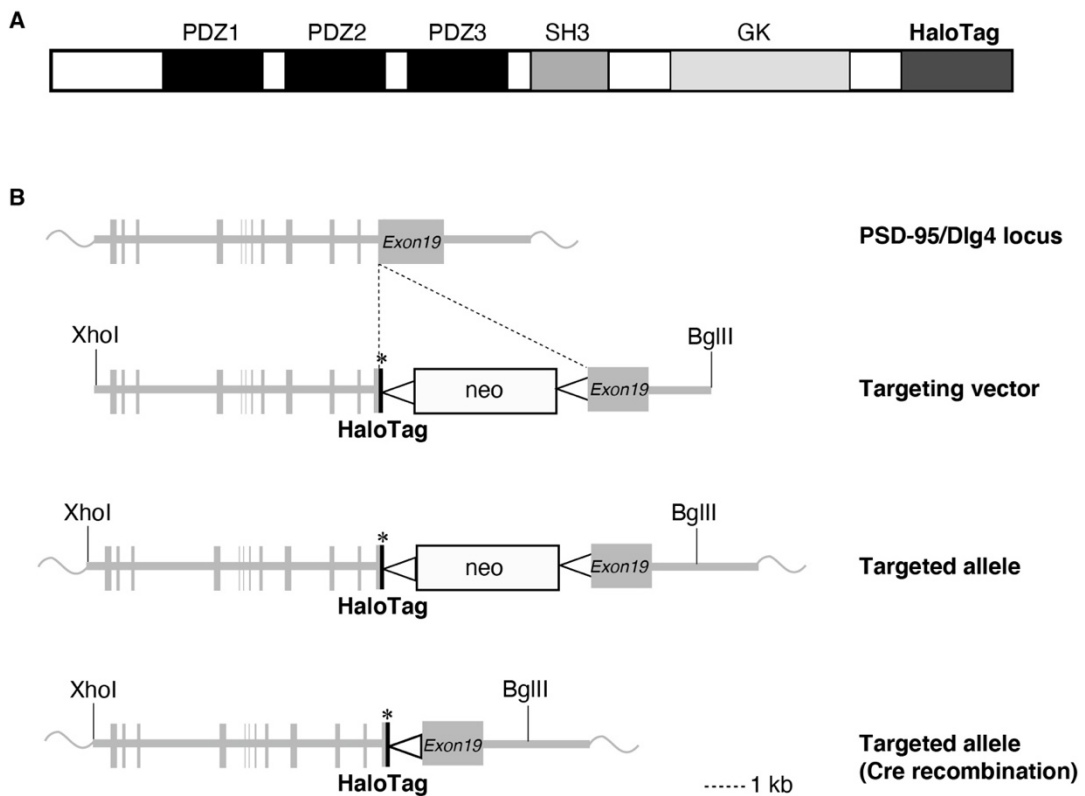 A
PDZ1 PDZ2 PDZ3 SH3 GK HaloTag
B
Exon19
PSD-95/Dlg4 locus
XhoI
BglII
*
neo
Exon19
HaloTag
Targeting vector
XhoI
BglII
*
neo
Exon19
HaloTag
Targeted allele
XhoI
BglII
*
Exon19
HaloTag
Targeted allele
(Cre recombination)
1 kb